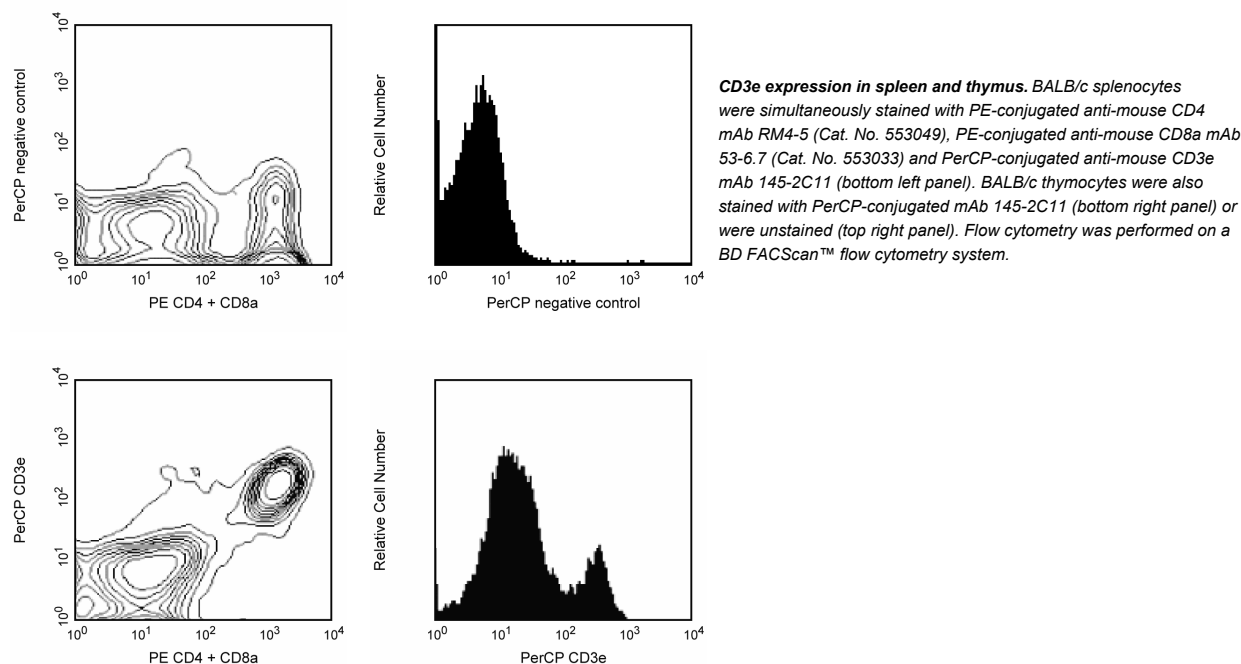 10^4
10^3
10^2
10^1
10^0
PerCP negative control
10^0 10^1 10^2 10^3 10^4
PE CD4 + CD8a
Relative Cell Number
10^0 10^1 10^2 10^3 10^4
PerCP negative control
CD3e expression in spleen and thymus. BALB/c splenocytes
were simultaneously stained with PE-conjugated anti-mouse CD4
mAb RM4-5 (Cat. No. 553049), PE-conjugated anti-mouse CD8a mAb
53-6.7 (Cat. No. 553033) and PerCP-conjugated anti-mouse CD3e
mAb 145-2C11 (bottom left panel). BALB/c thymocytes were also
stained with PerCP-conjugated mAb 145-2C11 (bottom right panel) or
were unstained (top right panel). Flow cytometry was performed on a
BD FACScan™ flow cytometry system.
10^4
10^3
10^2
10^1
10^0
PerCP CD3e
10^0 10^1 10^2 10^3 10^4
PE CD4 + CD8a
Relative Cell Number
10^0 10^1 10^2 10^3 10^4
PerCP CD3e